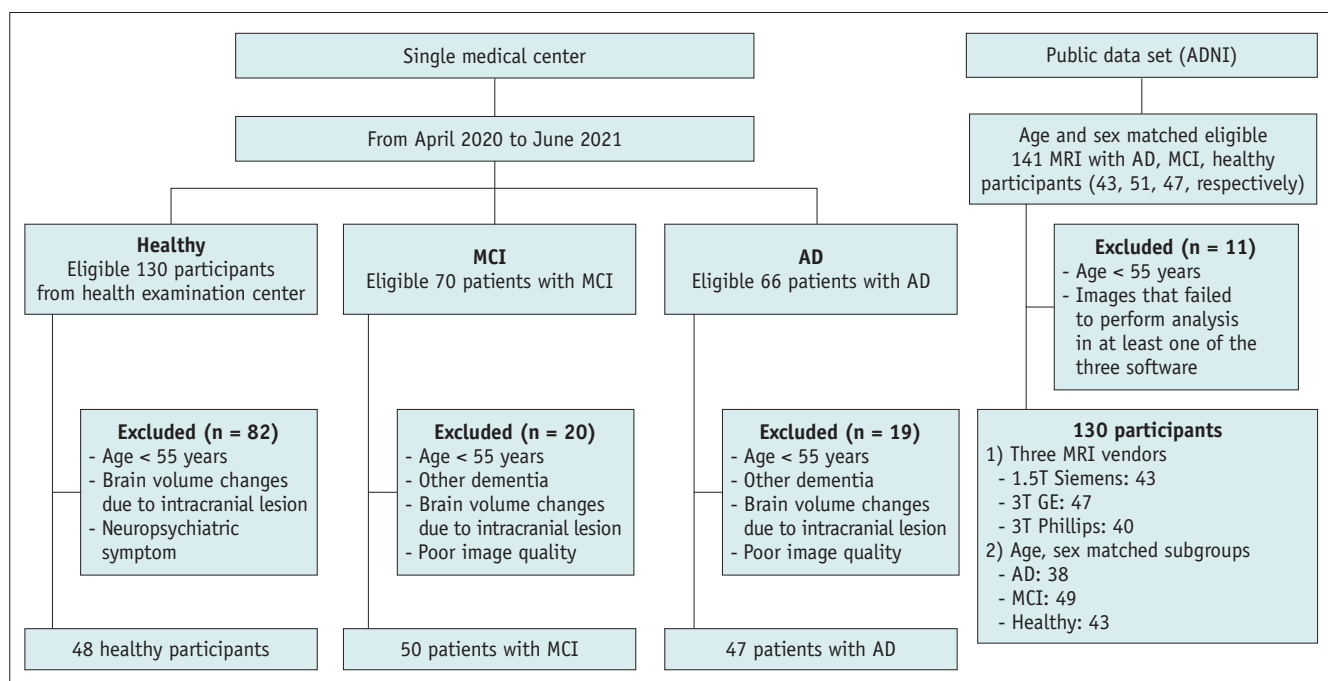 Single medical center
From April 2020 to June 2021
Healthy
Eligible 130 participants
from health examination center
Excluded (n = 82)
- Age < 55 years
- Brain volume changes
due to intracranial lesion
- Neuropsychiatric
symptom
48 healthy participants
MCI
Eligible 70 patients with MCI
Excluded (n = 20)
- Age < 55 years
- Other dementia
- Brain volume changes
due to intracranial lesion
- Poor image quality
50 patients with MCI
AD
Eligible 66 patients with AD
Excluded (n = 19)
- Age < 55 years
- Other dementia
- Brain volume changes
due to intracranial lesion
- Poor image quality
47 patients with AD
Public data set (ADNI)
Age and sex matched eligible
141 MRI with AD, MCI, healthy
participants (43, 51, 47, respectively)
Excluded (n = 11)
- Age < 55 years
- Images that failed
to perform analysis
in at least one of the
three software
130 participants
1) Three MRI vendors
- 1.5T Siemens: 43
- 3T GE: 47
- 3T Phillips: 40
2) Age, sex matched subgroups
- AD: 38
- MCI: 49
- Healthy: 43